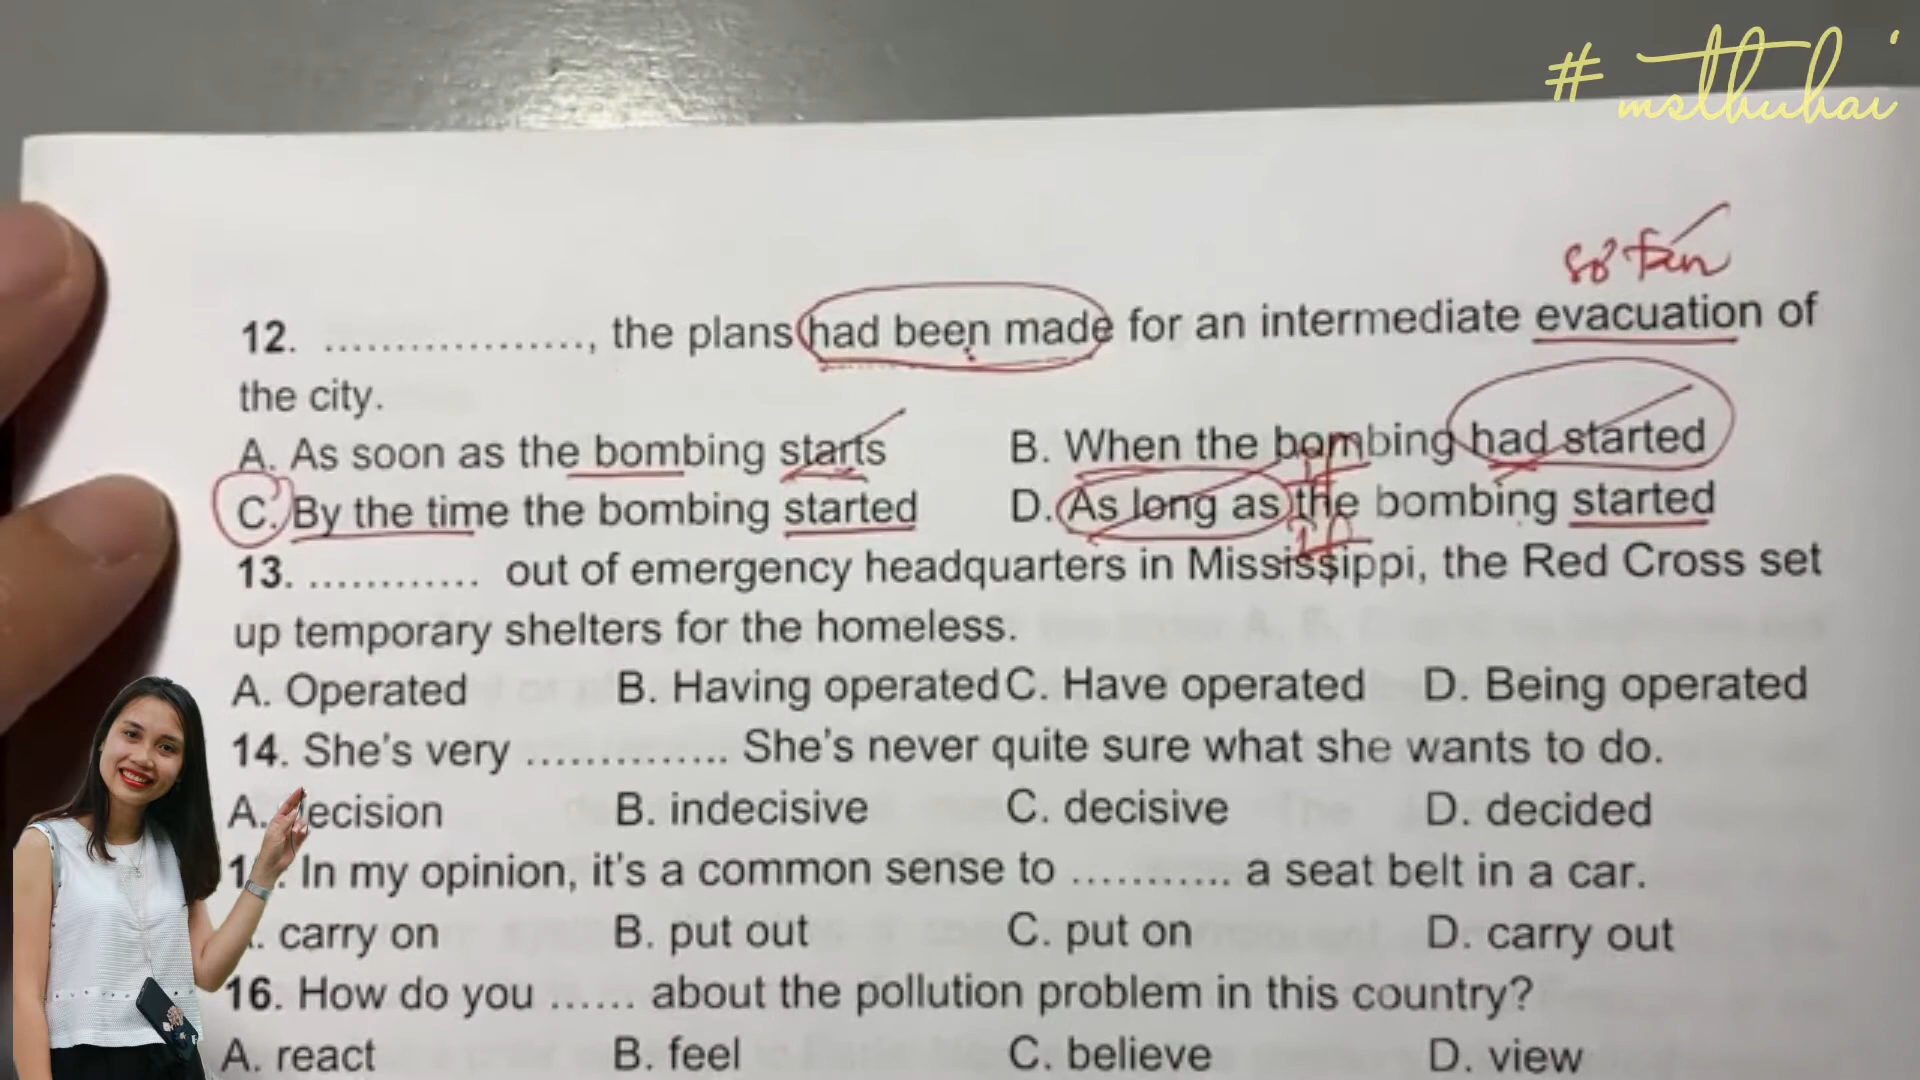 # msthuhai
sơ tán
12. .................., the plans had been made for an intermediate evacuation of
the city.
A. As soon as the bombing starts B. When the bombing had started
C. By the time the bombing started D. As long as the bombing started
13. ............ out of emergency headquarters in Mississippi, the Red Cross set
up temporary shelters for the homeless.
A. Operated B. Having operated C. Have operated D. Being operated
14. She's very .............. She's never quite sure what she wants to do.
A. decision B. indecisive C. decisive D. decided
In my opinion, it's a common sense to ........... a seat belt in a car.
carry on B. put out C. put on D. carry out
16. How do you ...... about the pollution problem in this country?
A. react B. feel C. believe D. view